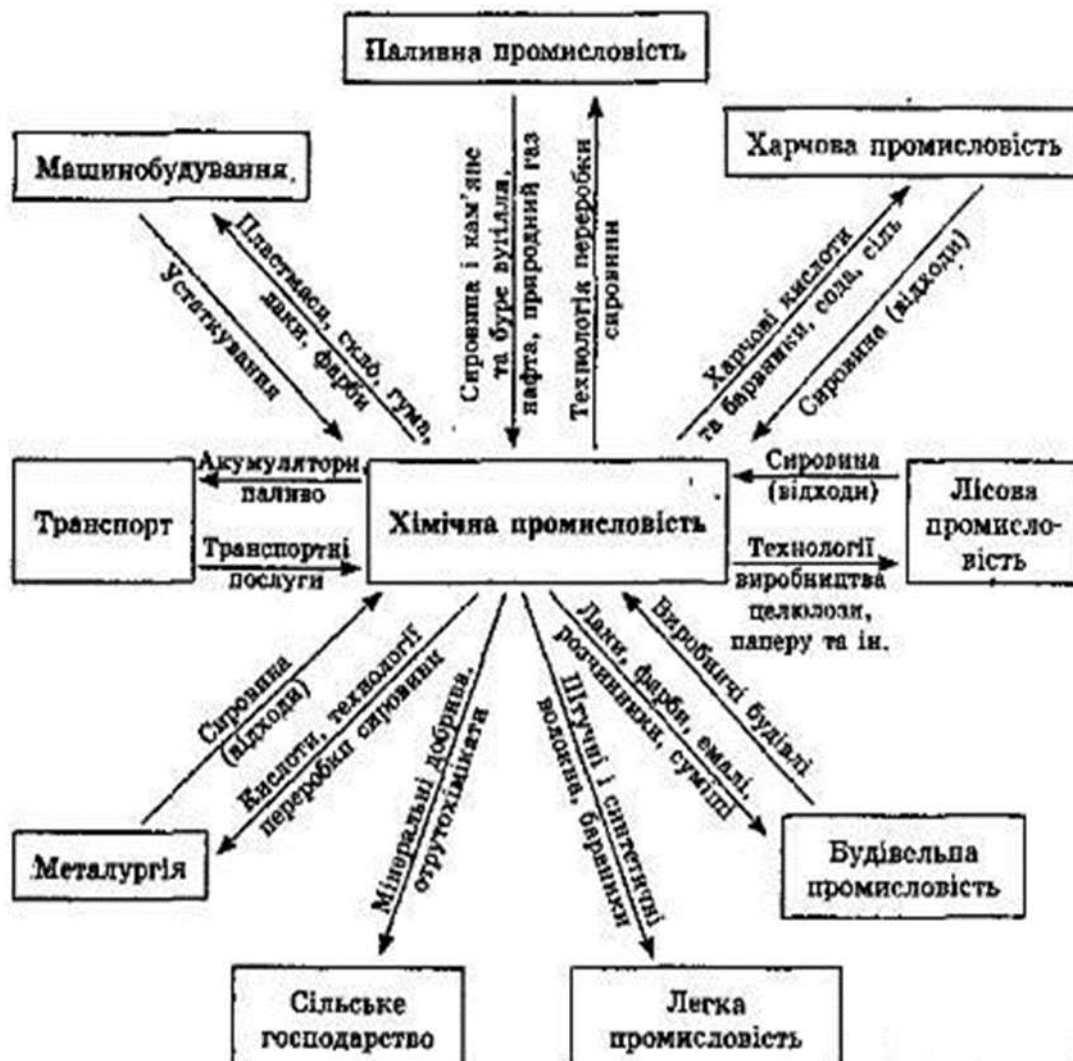 Паливна промисловість
Машинобудування
Харчова промисловість
Сировина і кам'яне
та буре вугілля,
нафта, природний газ
Технологія переробки
сировини
Устаткування
Пластмаси, скло, гума,
лаки, фарби
Харчові кислоти
та барвники, сода, сіль
Сировина (відходи)
Транспорт
Акумулятори,
паливо
Транспортні
послуги
Хімічна промисловість
Сировина
(відходи)
Технології
виробництва
целюлози,
паперу та ін.
Лісова
промисло-
вість
Сировина
(відходи)
Кислоти, технології
переробки сировини
Мінеральні добрива,
отрутохімікати
Штучні і синтетичні
волокна, барвники
Лаки, фарби, емалі,
розчинники, суміші
Виробничі будівлі
Металургія
Будівельна
промисловість
Сільське
господарство
Легка
промисловість